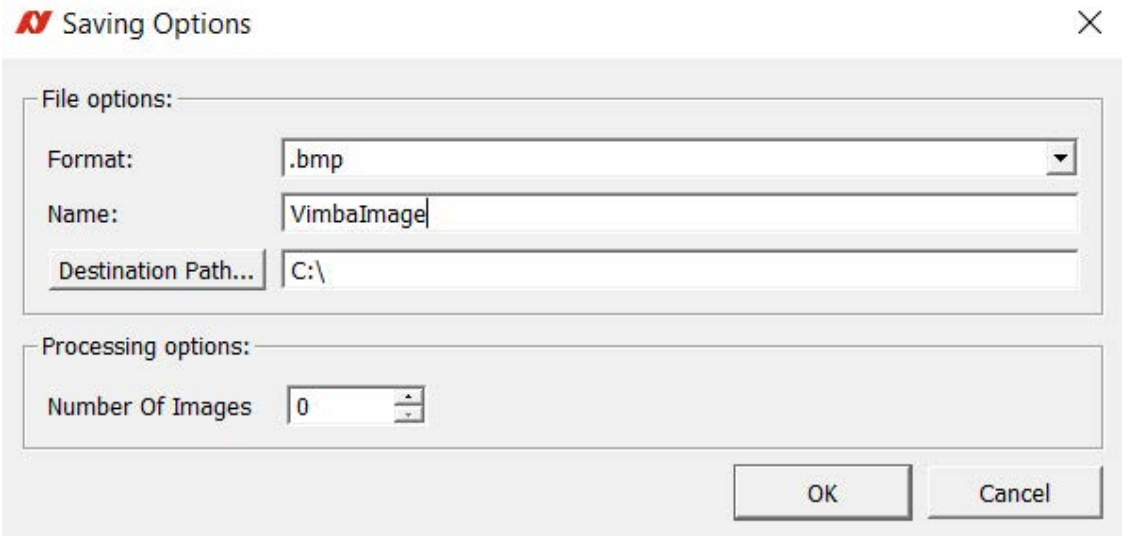 Saving Options
File options:
Format: .bmp
Name: VimbaImage
Destination Path... C:\
Processing options:
Number Of Images 0
OK Cancel